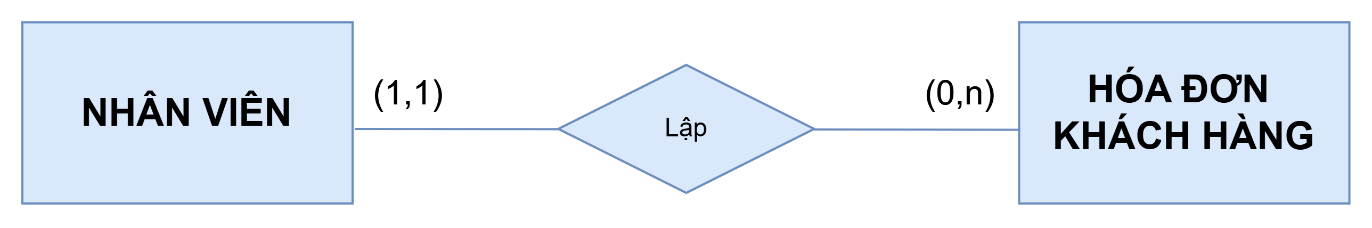 NHÂN VIÊN
(1,1)
Lập
(0,n)
HÓA ĐƠN
KHÁCH HÀNG